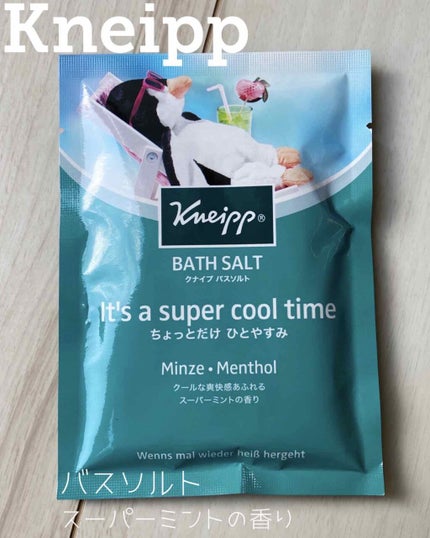 Kneipp
Kneipp®
BATH SALT
クナイプ バスソルト
It's a super cool time
ちょっとだけ ひとやすみ
Minze・Menthol
クールな爽快感あふれる
スーパーミントの香り
Wenns mal wieder heiß hergeht
バスソルト
スーパーミントの香り